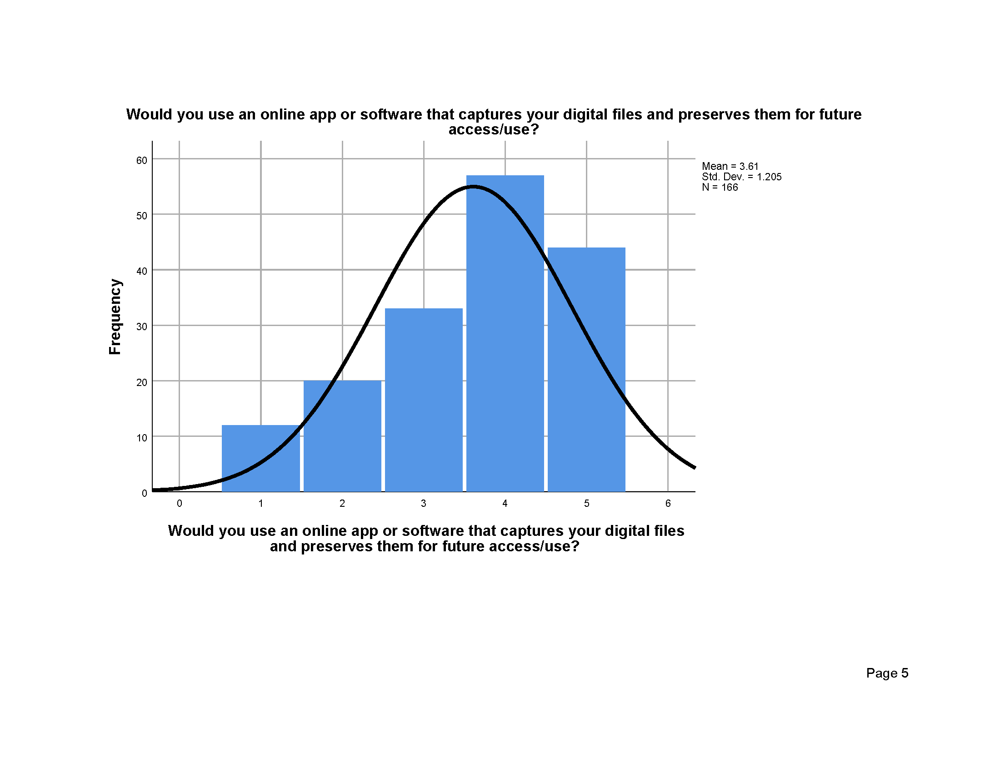 Would you use an online app or software that captures your digital files and preserves them for future
access/use?
Mean = 3.61
Std. Dev. = 1.205
N = 166
Frequency
60
50
40
30
20
10
0
0 1 2 3 4 5 6
Would you use an online app or software that captures your digital files
and preserves them for future access/use?
Page 5